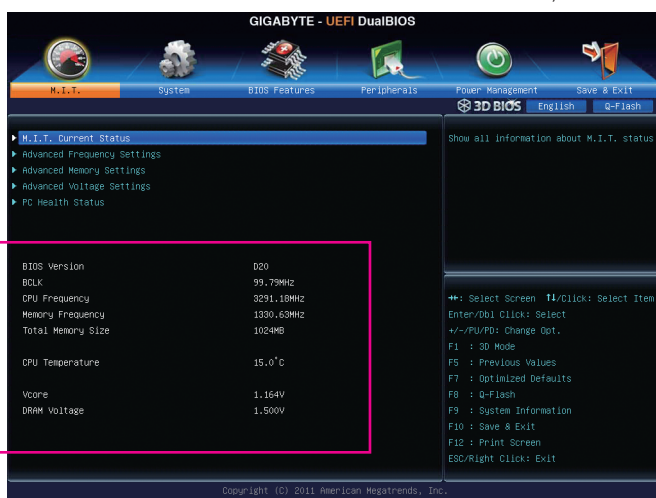 GIGABYTE - UEFI DualBIOS
M.I.T. System BIOS Features Peripherals Power Management Save & Exit
3D BIOS English Q-Flash
M.I.T. Current Status
Advanced Frequency Settings
Advanced Memory Settings
Advanced Voltage Settings
PC Health Status
Show all information about M.I.T. status
BIOS Version D20
BCLK 99.79MHz
CPU Frequency 3291.18MHz
Memory Frequency 1330.63MHz
Total Memory Size 1024MB
CPU Temperature 15.0°C
Vcore 1.164V
DRAM Voltage 1.500V
→←: Select Screen ↑↓/Click: Select Item
Enter/Dbl Click: Select
+/-/PU/PD: Change Opt.
F1 : 3D Mode
F5 : Previous Values
F7 : Optimized Defaults
F8 : Q-Flash
F9 : System Information
F10 : Save & Exit
F12 : Print Screen
ESC/Right Click: Exit
Copyright (C) 2011 American Megatrends, Inc.